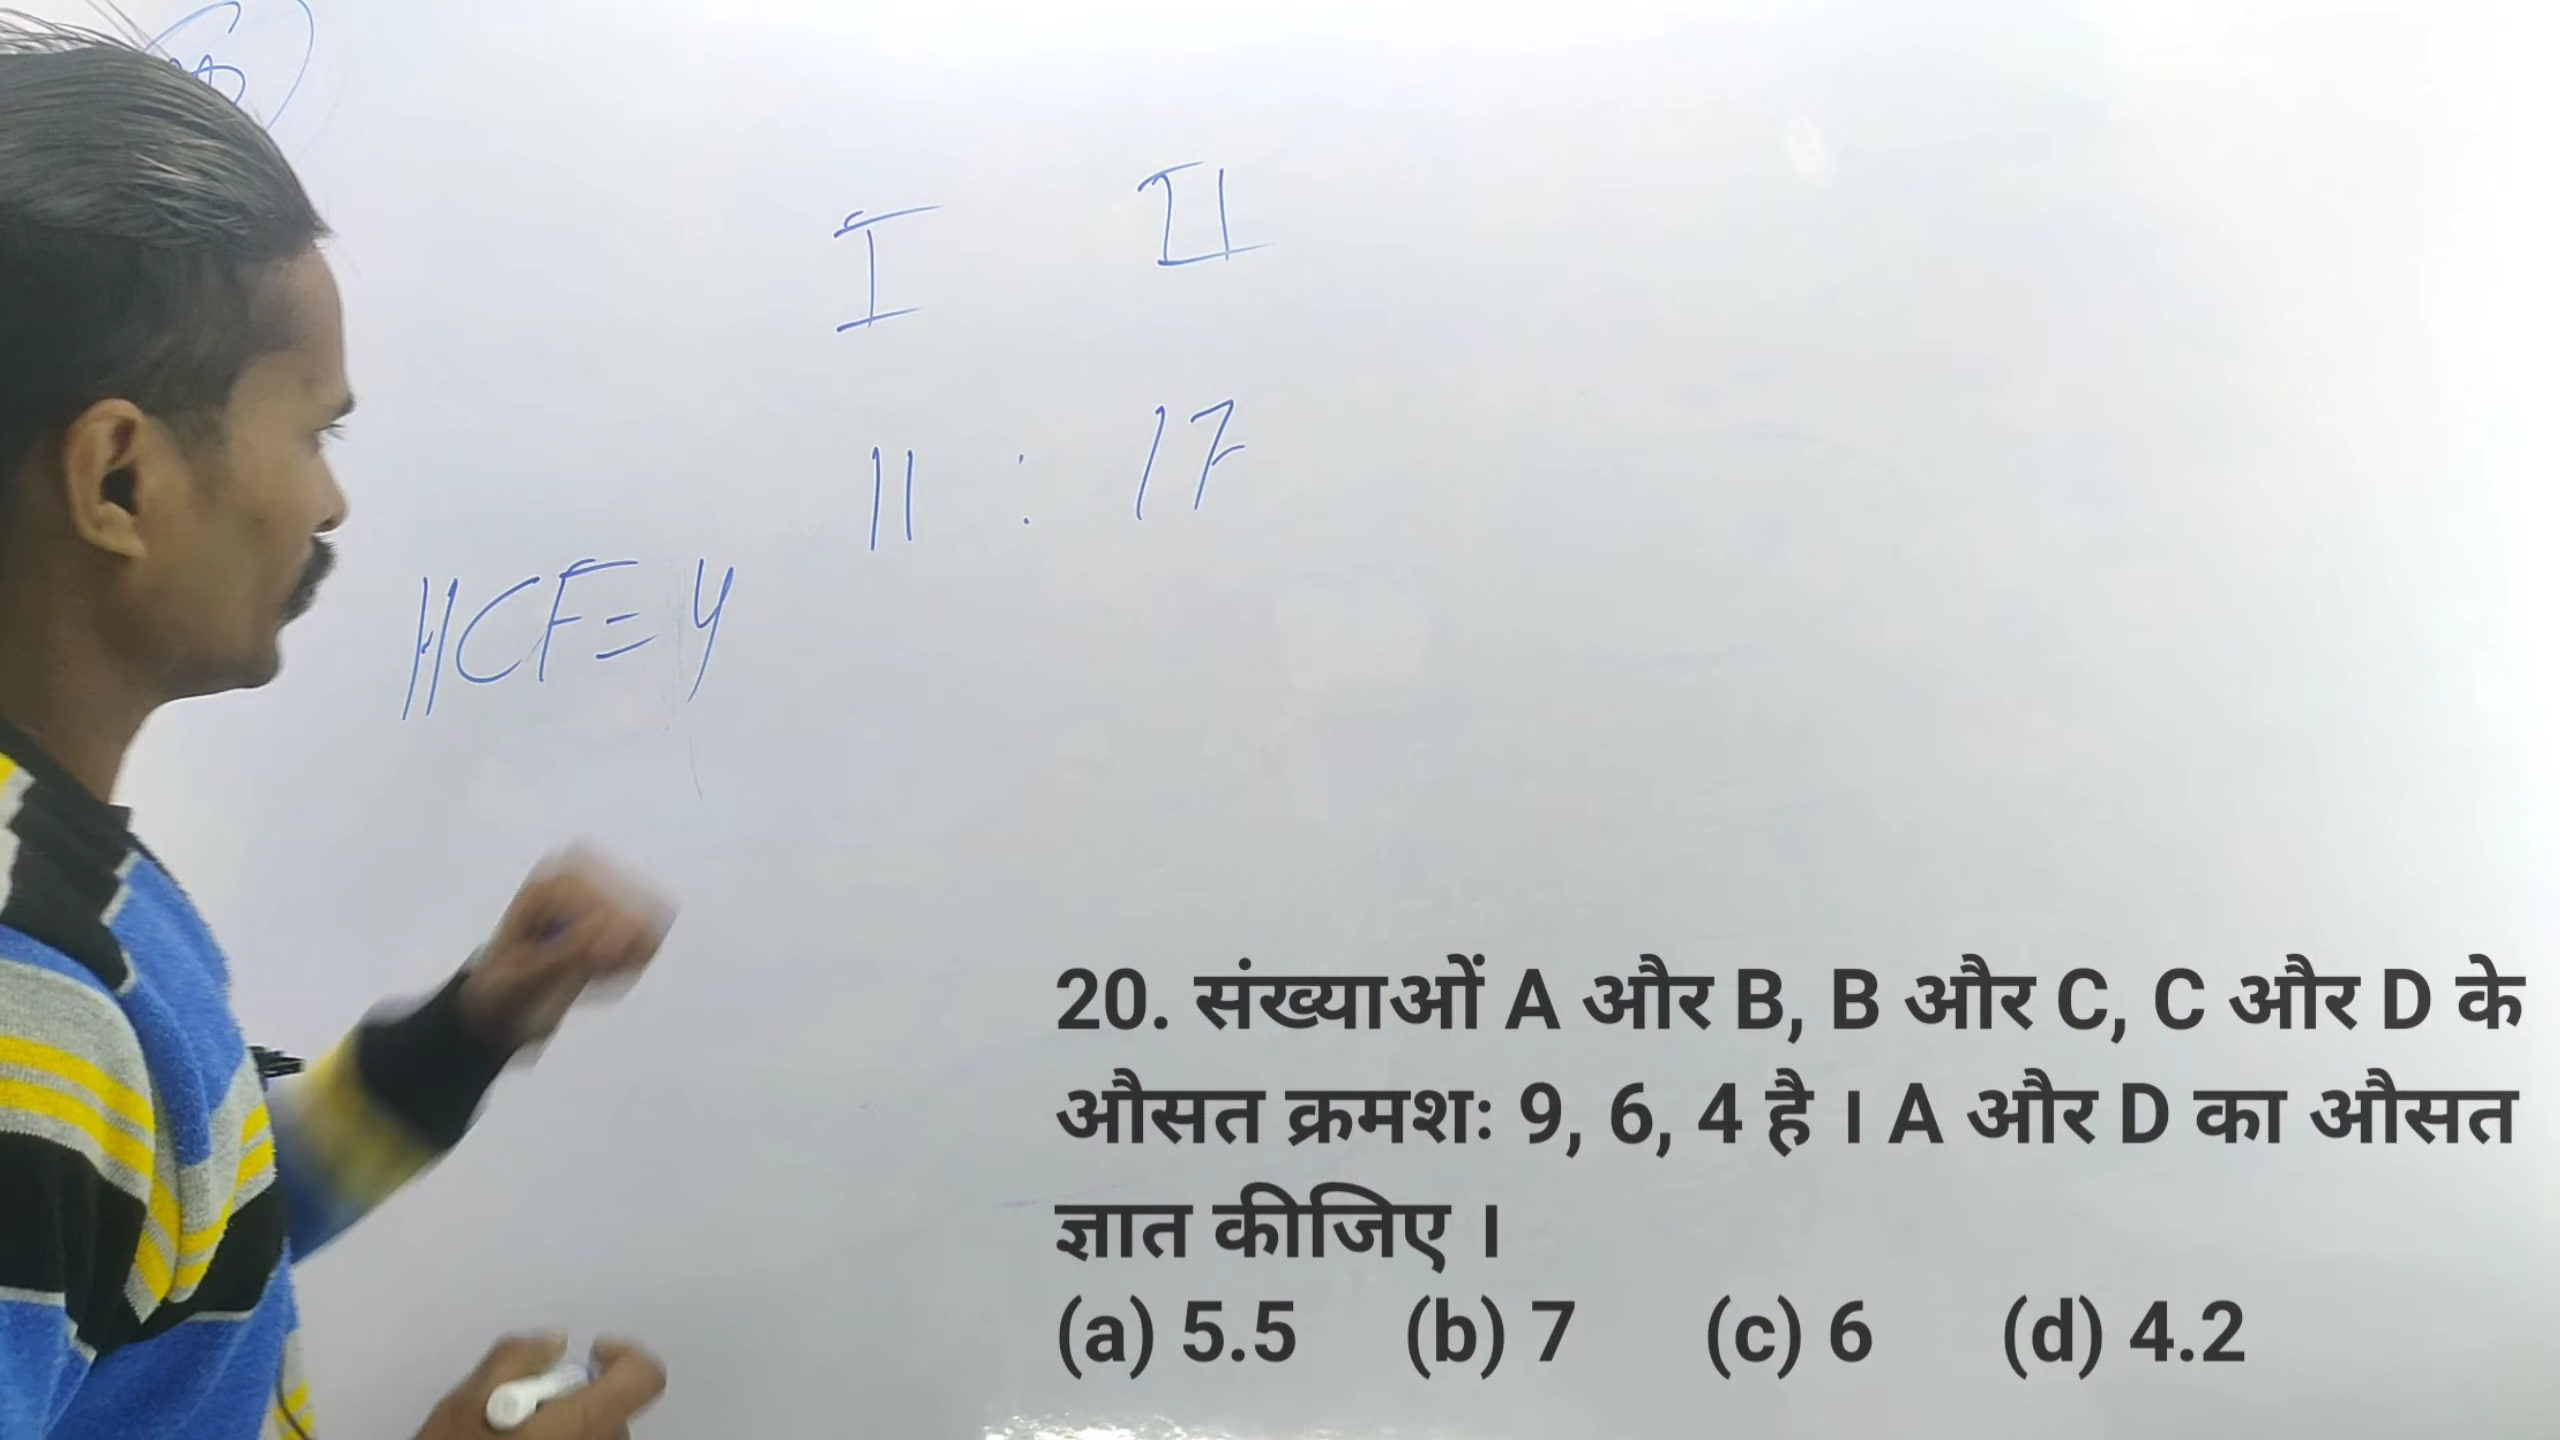 I II
11 : 17
HCF = 4
20. संख्याओं A और B, B और C, C और D के
औसत क्रमशः 9, 6, 4 है । A और D का औसत
ज्ञात कीजिए ।
(a) 5.5 (b) 7 (c) 6 (d) 4.2